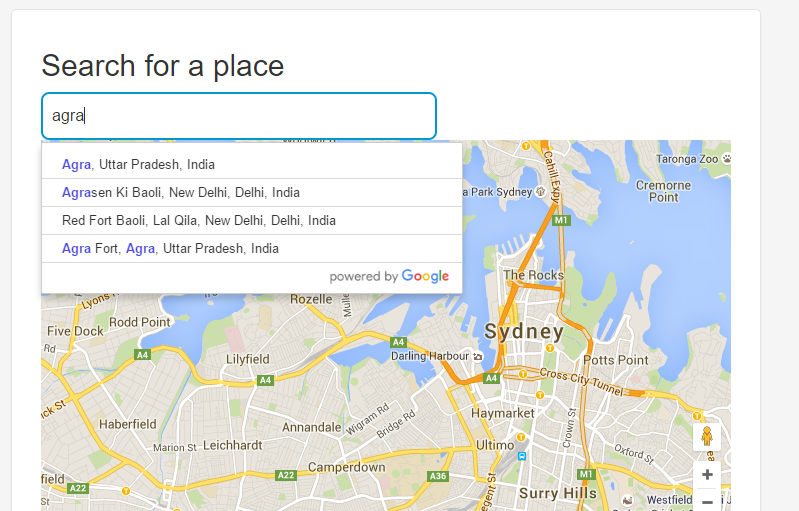 Search for a place
agra
Agra, Uttar Pradesh, India
Agrasen Ki Baoli, New Delhi, Delhi, India
Red Fort Baoli, Lal Qila, New Delhi, Delhi, India
Agra Fort, Agra, Uttar Pradesh, India
powered by Google
Taronga Zoo
Cahill Expy
a Park Sydney
Cremorne
Point
M1
The Rocks
Lyons
Rozelle
Rodd Point
Five Dock
Rd
Sydney
A4
A4
Darling Harbour
Potts Point
Lilyfield
A4
A4
Cross City Tunnel
ck St
Haberfield
Annandale
Wigram Rd
Bridge Rd
Haymarket
Crown St
Marion St
Leichhardt
Ultimo
Oxford St
Camperdown
field
A22
A22
A36
egent St
M1
+
Surry Hills
Westfield
−